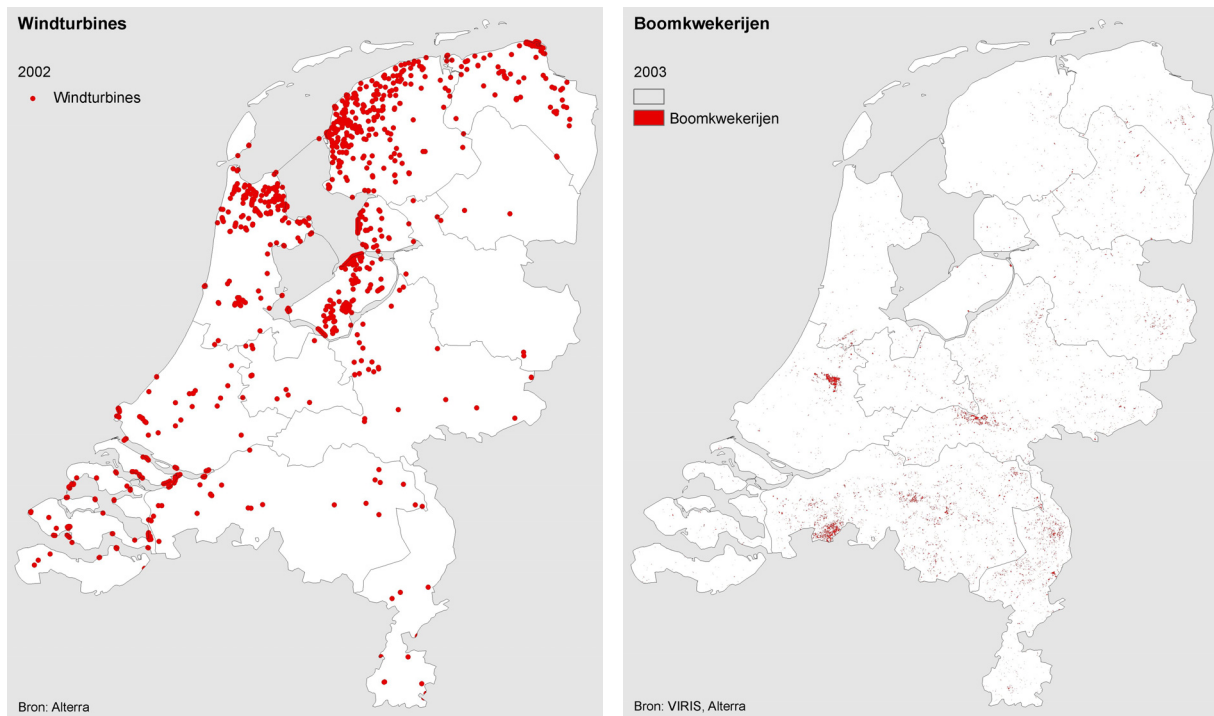 Windturbines
2002
Windturbines
Bron: Alterra
Boomkwekerijen
2003
Boomkwekerijen
Bron: VIRIS, Alterra